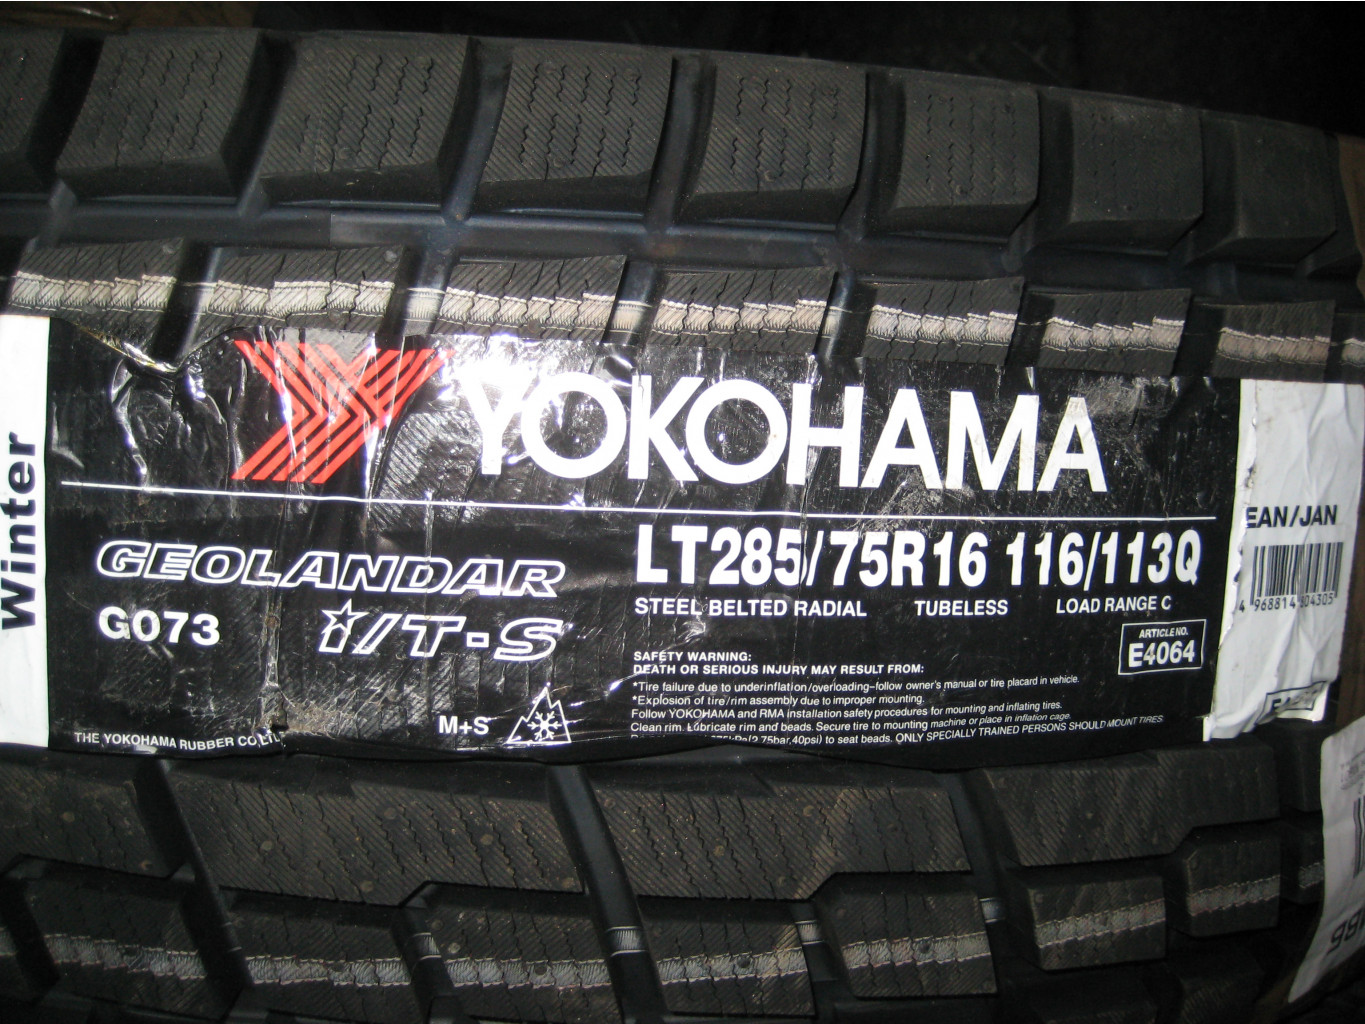 Winter
YOKOHAMA
GEOLANDAR
I/T-S
G073
M+S
THE YOKOHAMA RUBBER CO.,LT
LT285/75R16 116/113Q
STEEL BELTED RADIAL TUBELESS LOAD RANGE C
ARTICLE NO.
E4064
SAFETY WARNING:
DEATH OR SERIOUS INJURY MAY RESULT FROM:
*Tire failure due to underinflation/overloading-follow owner's manual or tire placard in vehicle.
*Explosion of tire/rim assembly due to improper mounting.
Follow YOKOHAMA and RMA installation safety procedures for mounting and inflating tires.
Clean rim. Lubricate rim and beads. Secure tire to mounting machine or place in inflation cage.
(2.75bar,40psi) to seat beads. ONLY SPECIALLY TRAINED PERSONS SHOULD MOUNT TIRES.
EAN/JAN
4 968814 804305